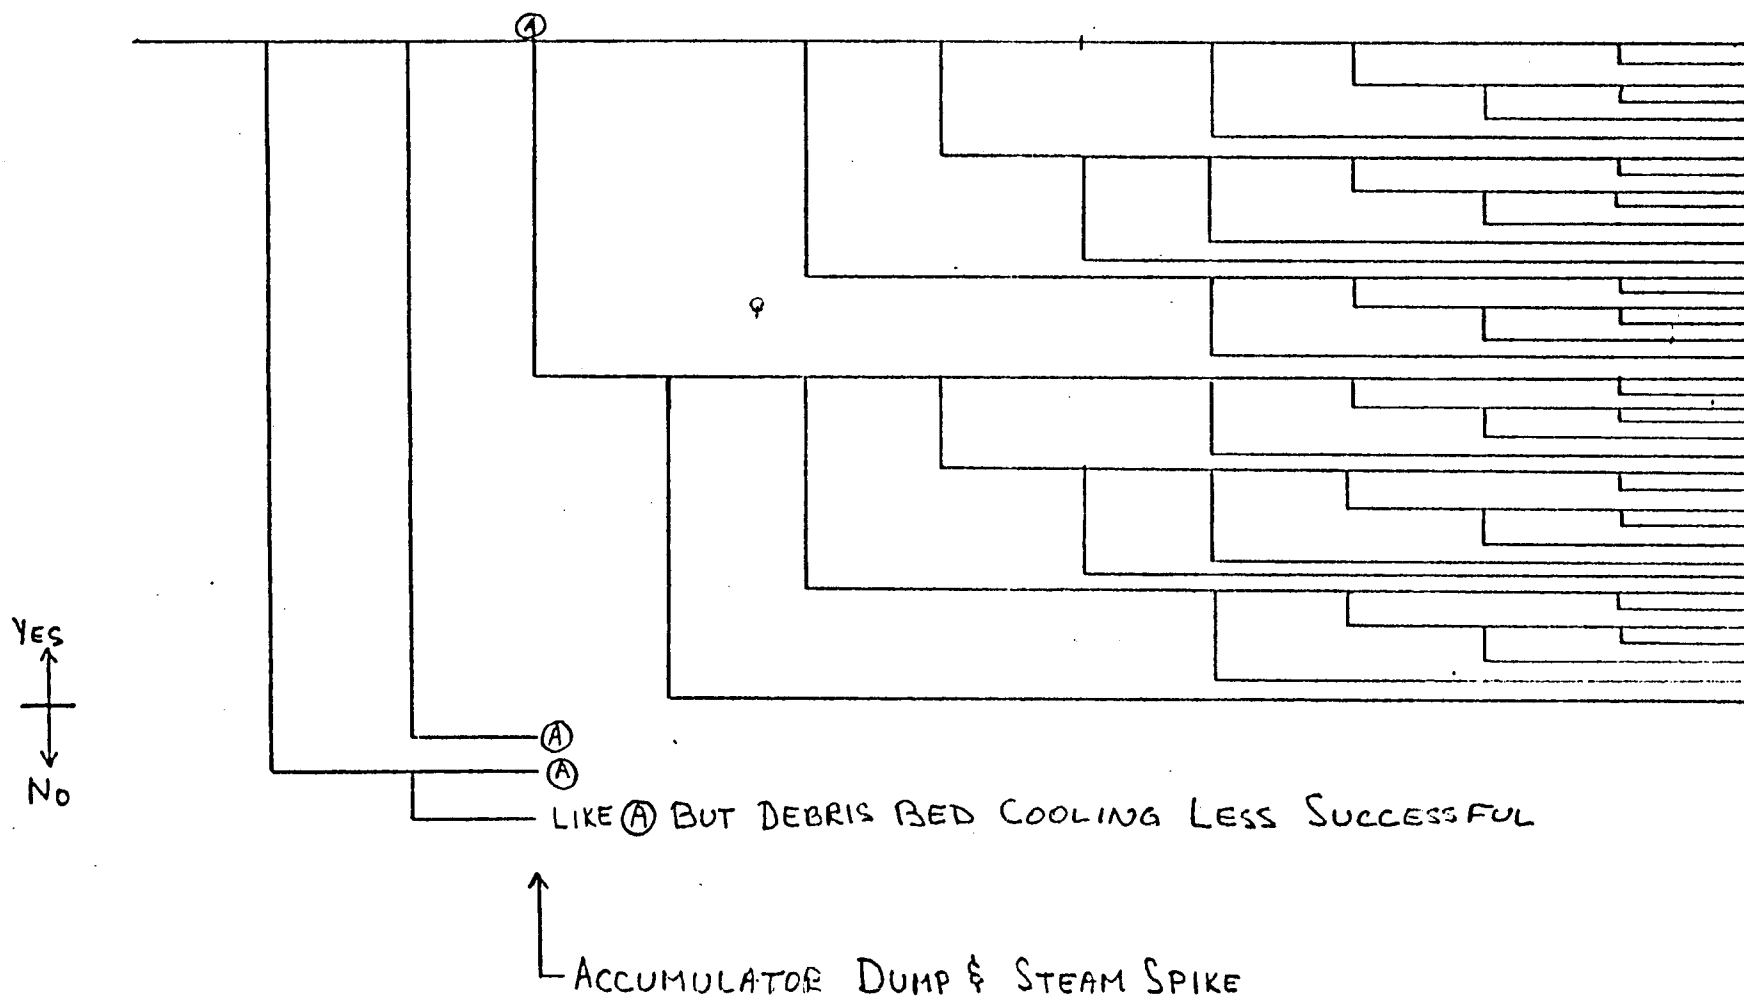 Ⓐ
YES
NO
Ⓐ
Ⓐ
LIKE Ⓐ BUT DEBRIS BED COOLING LESS SUCCESSFUL
ACCUMULATOR DUMP & STEAM SPIKE